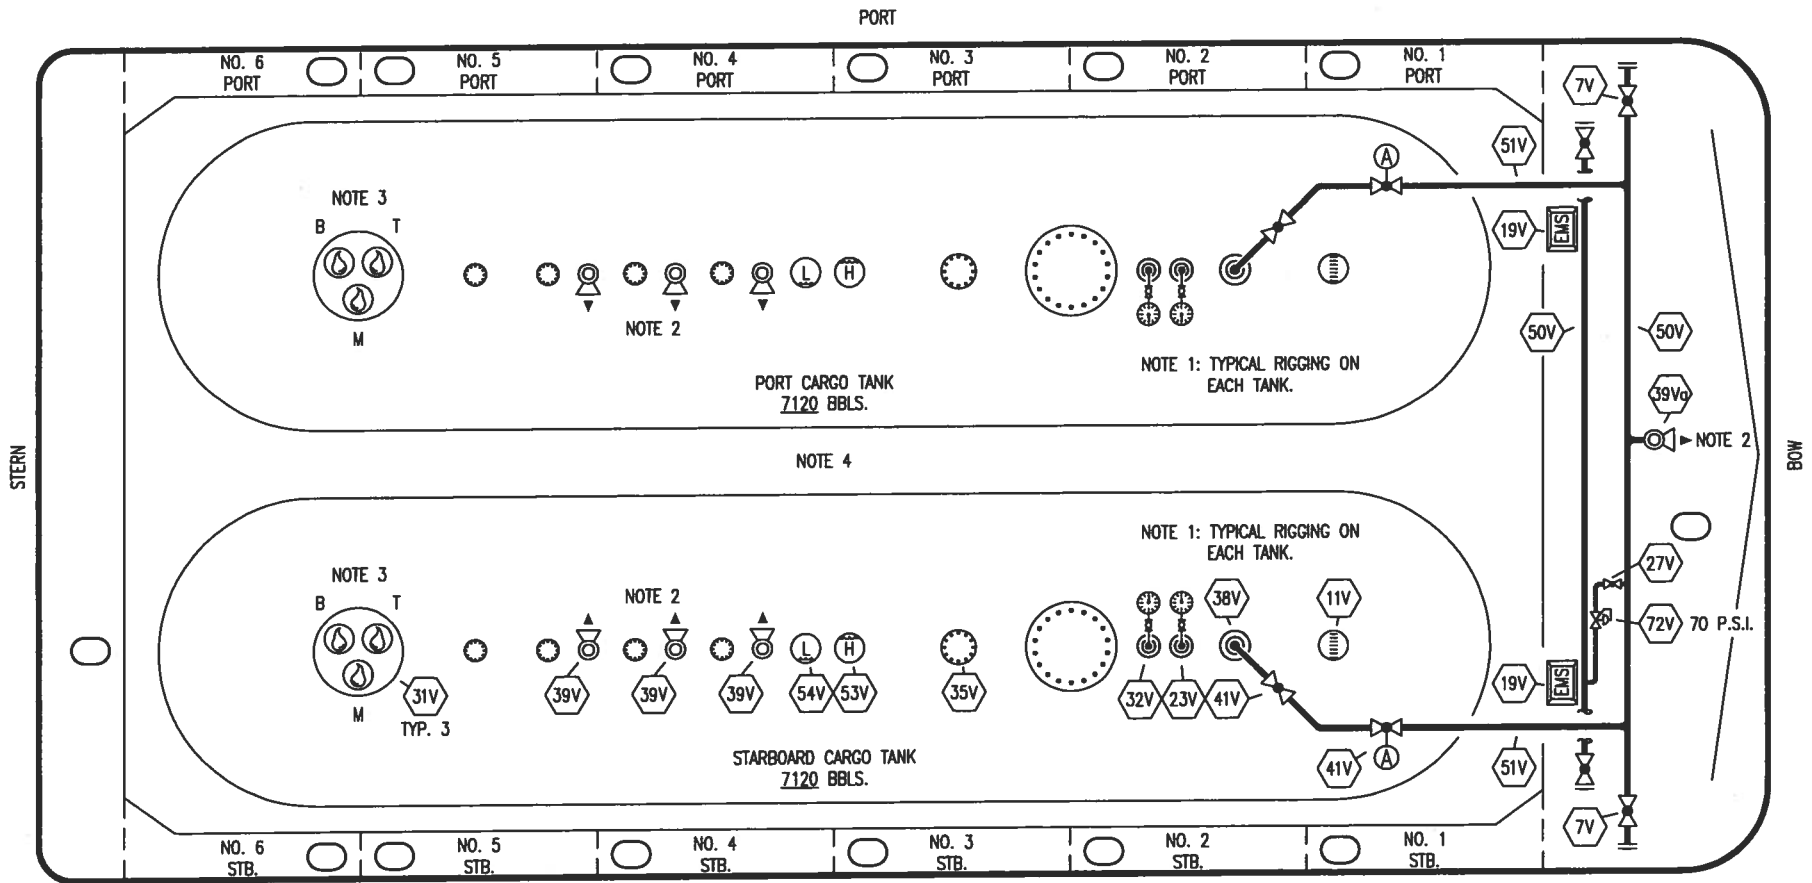 PORT
NO. 6
PORT
NO. 5
PORT
NO. 4
PORT
NO. 3
PORT
NO. 2
PORT
NO. 1
PORT
7V
51V
A
NOTE 3
B T
M
L H
NOTE 2
19V
EMS
50V
50V
NOTE 1: TYPICAL RIGGING ON
EACH TANK.
PORT CARGO TANK
7120 BBLS.
39Va
NOTE 2
STERN
BOW
NOTE 4
NOTE 1: TYPICAL RIGGING ON
EACH TANK.
NOTE 3
B T
M
NOTE 2
L H
38V
11V
27V
72V 70 P.S.I.
19V
EMS
31V
TYP. 3
39V
39V
39V
54V
53V
35V
32V
23V
41V
STARBOARD CARGO TANK
7120 BBLS.
41V
A
51V
7V
NO. 6
STB.
NO. 5
STB.
NO. 4
STB.
NO. 3
STB.
NO. 2
STB.
NO. 1
STB.